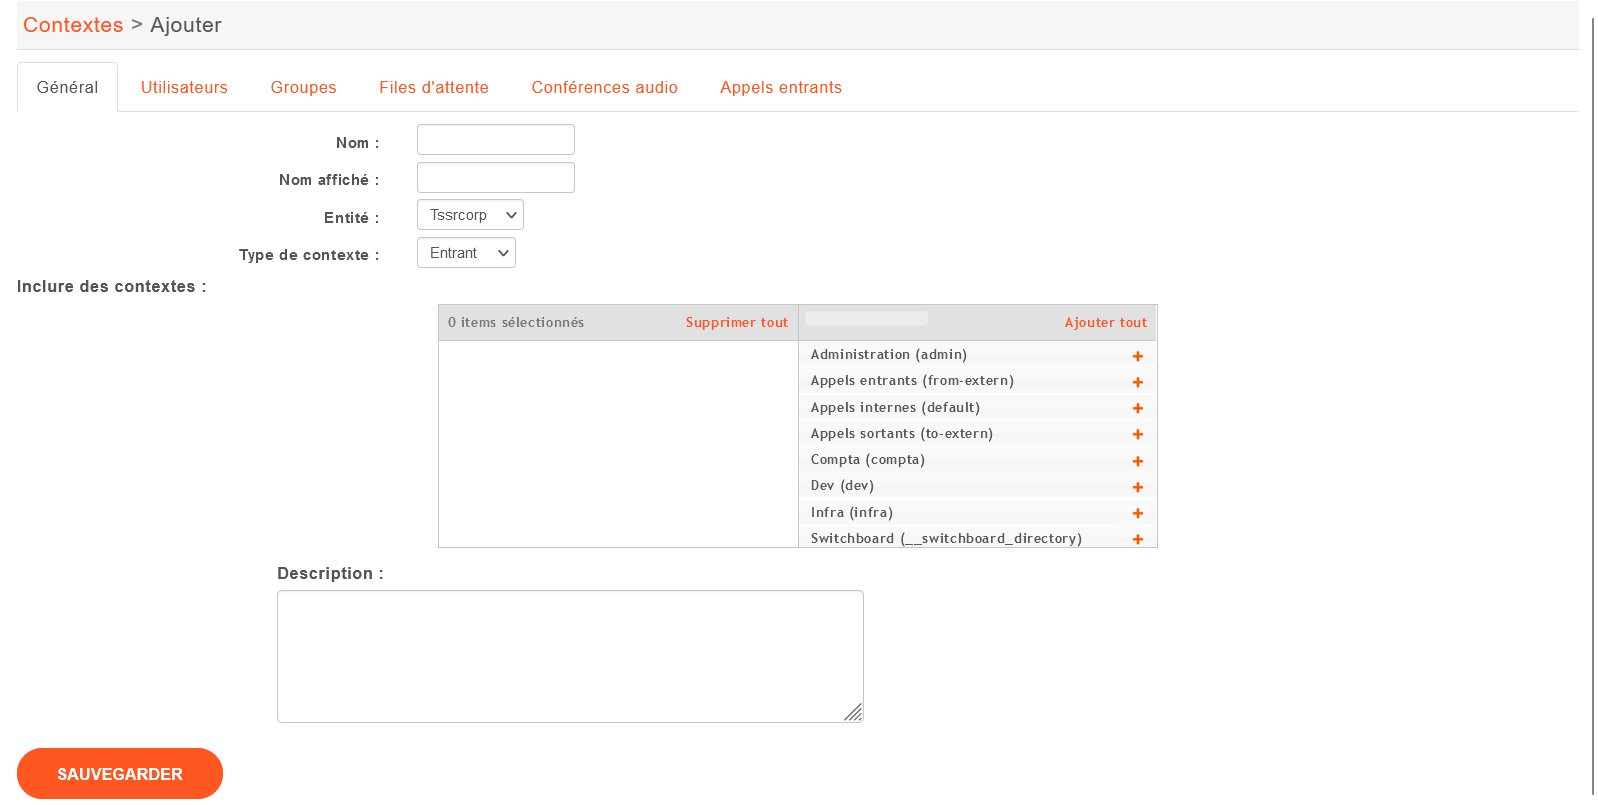 Contextes > Ajouter
Général Utilisateurs Groupes Files d'attente Conférences audio Appels entrants
Nom :
Nom affiché :
Entité : Tssrcorp
Type de contexte : Entrant
Inclure des contextes :
0 items sélectionnés Supprimer tout Ajouter tout
Administration (admin)
Appels entrants (from-extern)
Appels internes (default)
Appels sortants (to-extern)
Compta (compta)
Dev (dev)
Infra (infra)
Switchboard (__switchboard_directory)
Description :
SAUVEGARDER